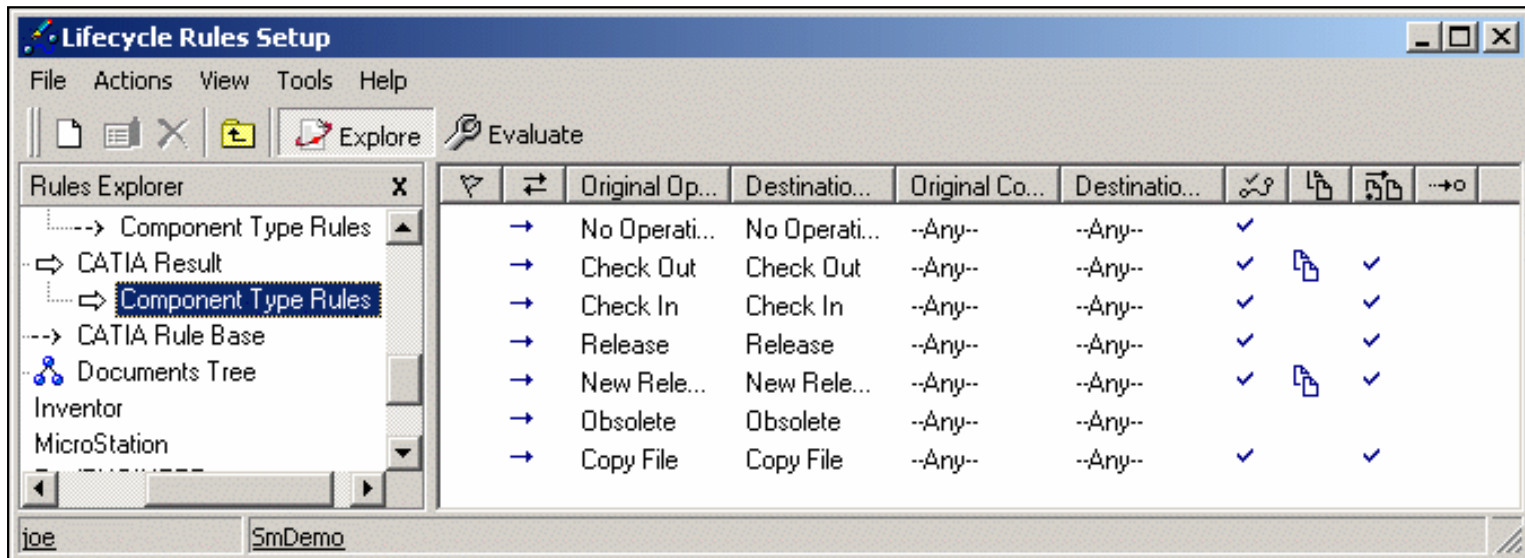 Lifecycle Rules Setup
File Actions View Tools Help
Explore Evaluate
Rules Explorer x
Original Op... Destinatio... Original Co... Destinatio...
Component Type Rules
CATIA Result
Component Type Rules
CATIA Rule Base
Documents Tree
Inventor
MicroStation
No Operati... No Operati... --Any-- --Any--
Check Out Check Out --Any-- --Any--
Check In Check In --Any-- --Any--
Release Release --Any-- --Any--
New Rele... New Rele... --Any-- --Any--
Obsolete Obsolete --Any-- --Any--
Copy File Copy File --Any-- --Any--
joe SmDemo